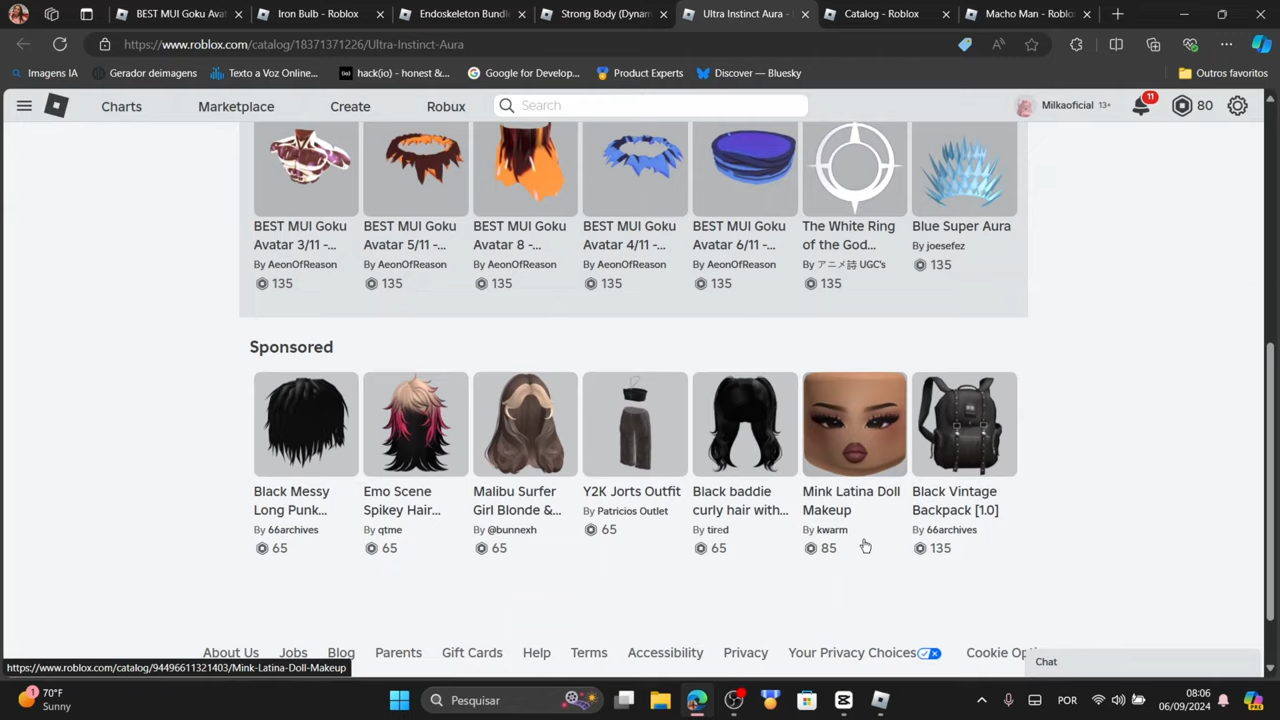 BEST MUI Goku Avat
Iron Bulb - Roblox
Endoskeleton Bundle
Strong Body (Dynam
Ultra Instinct Aura -
Catalog - Roblox
Macho Man - Roblox
https://www.roblox.com/catalog/18371371226/Ultra-Instinct-Aura
Imagens IA
Gerador deimagens
Texto a Voz Online...
hack(io) - honest &...
Google for Develop...
Product Experts
Discover — Bluesky
Outros favoritos
Charts
Marketplace
Create
Robux
Search
Milkaoficial 13+
11
80
BEST MUI Goku
Avatar 3/11 -...
By AeonOfReason
135
BEST MUI Goku
Avatar 5/11 -...
By AeonOfReason
135
BEST MUI Goku
Avatar 8 -...
By AeonOfReason
135
BEST MUI Goku
Avatar 4/11 -...
By AeonOfReason
135
BEST MUI Goku
Avatar 6/11 -...
By AeonOfReason
135
The White Ring
of the God...
By アニメ詩 UGC's
135
Blue Super Aura
By joesefez
135
Sponsored
Black Messy
Long Punk...
By 66archives
65
Emo Scene
Spikey Hair...
By qtme
65
Malibu Surfer
Girl Blonde &...
By @bunnexh
65
Y2K Jorts Outfit
By Patricios Outlet
65
Black baddie
curly hair with...
By tired
65
Mink Latina Doll
Makeup
By kwarm
85
Black Vintage
Backpack [1.0]
By 66archives
135
About Us
Jobs
Blog
Parents
Gift Cards
Help
Terms
Accessibility
Privacy
Your Privacy Choices
Cookie Opti
Chat
https://www.roblox.com/catalog/94496611321403/Mink-Latina-Doll-Makeup
1
70°F
Sunny
Pesquisar
POR
08:06
06/09/2024
PRE